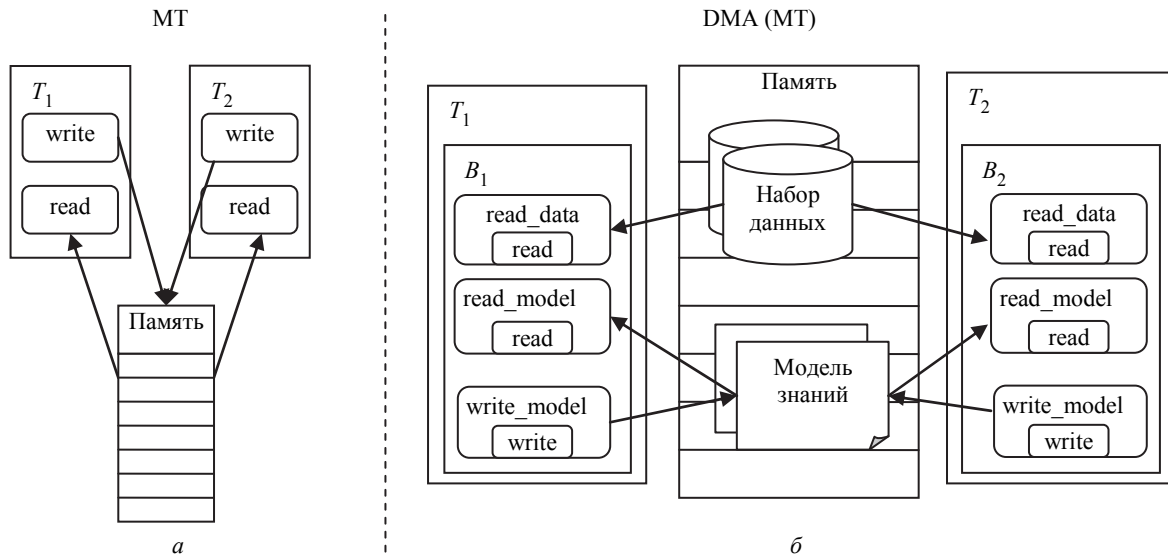 MT
T1
write
read
T2
write
read
Память
а
DMA (MT)
T1
B1
read_data
read
read_model
read
write_model
write
Память
Набор
данных
Модель
знаний
T2
B2
read_data
read
read_model
read
write_model
write
б